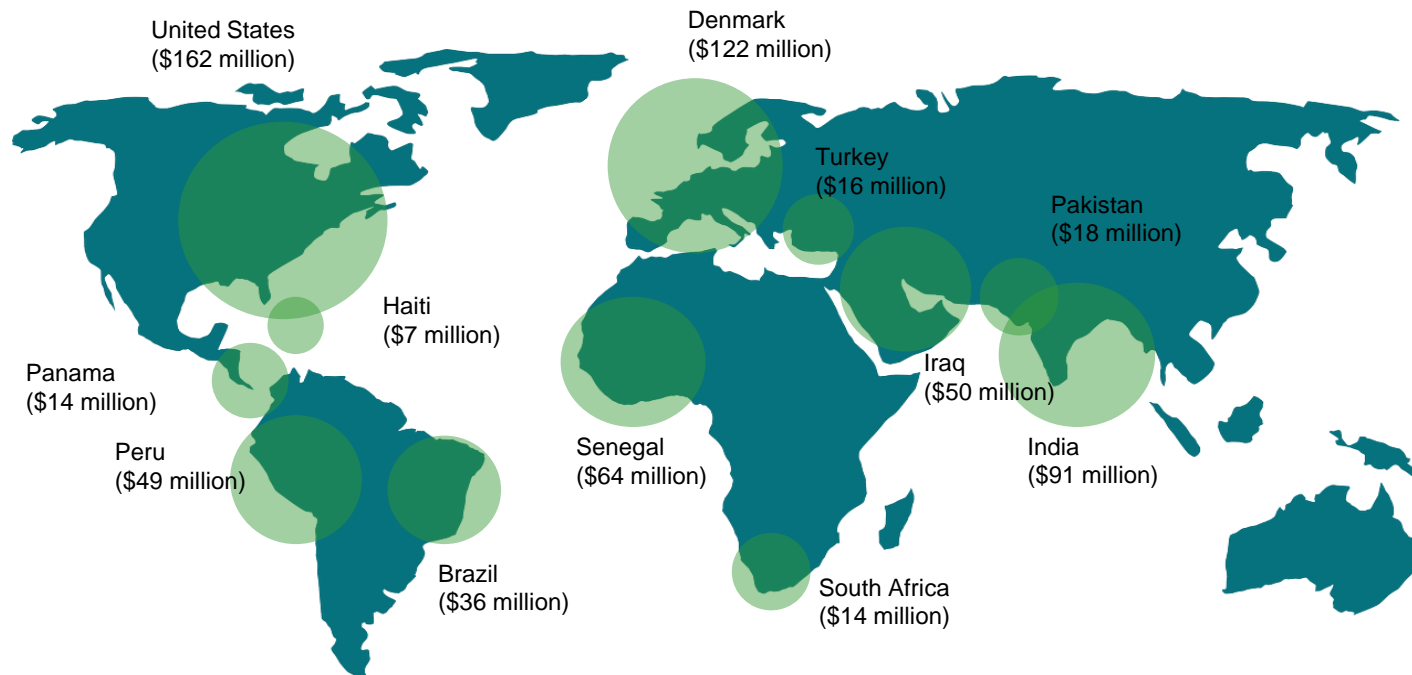 United States
($162 million)
Denmark
($122 million)
Turkey
($16 million)
Pakistan
($18 million)
Haiti
($7 million)
Panama
($14 million)
Iraq
($50 million)
Peru
($49 million)
Senegal
($64 million)
India
($91 million)
Brazil
($36 million)
South Africa
($14 million)